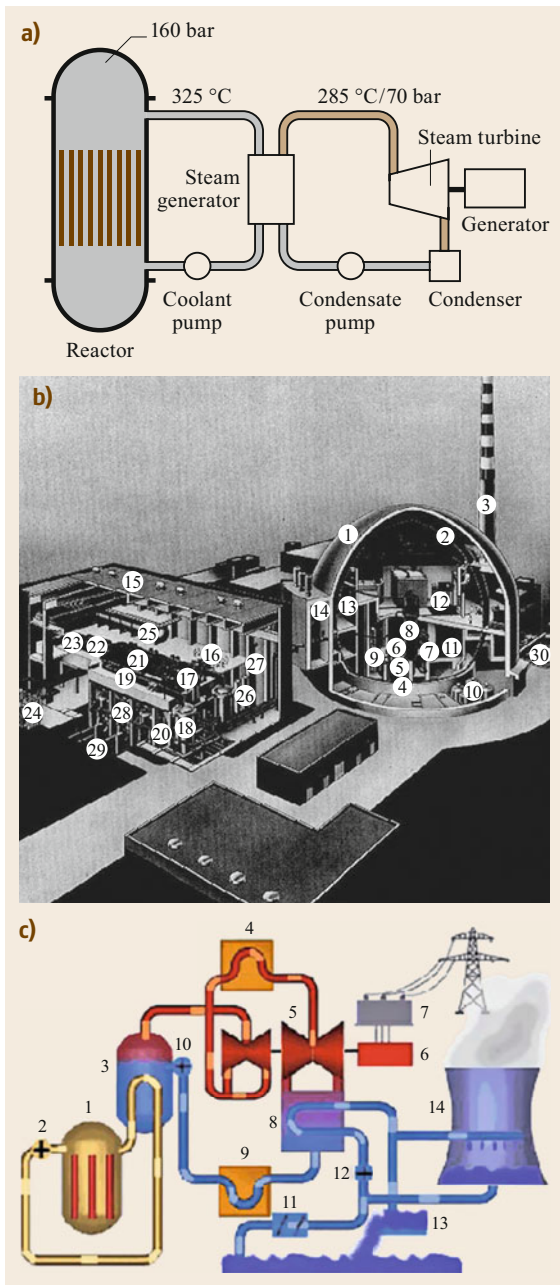 a)
160 bar
325 °C
285 °C/70 bar
Steam turbine
Steam
generator
Generator
Coolant
pump
Condensate
pump
Condenser
Reactor
b)
3
1
2
15
14
13
12
25
8
23
22
16
6
7
11
30
21
27
9
5
19
17
4
10
26
24
28
18
20
29
c)
4
5
7
10
3
6
1
14
2
8
9
12
11
13